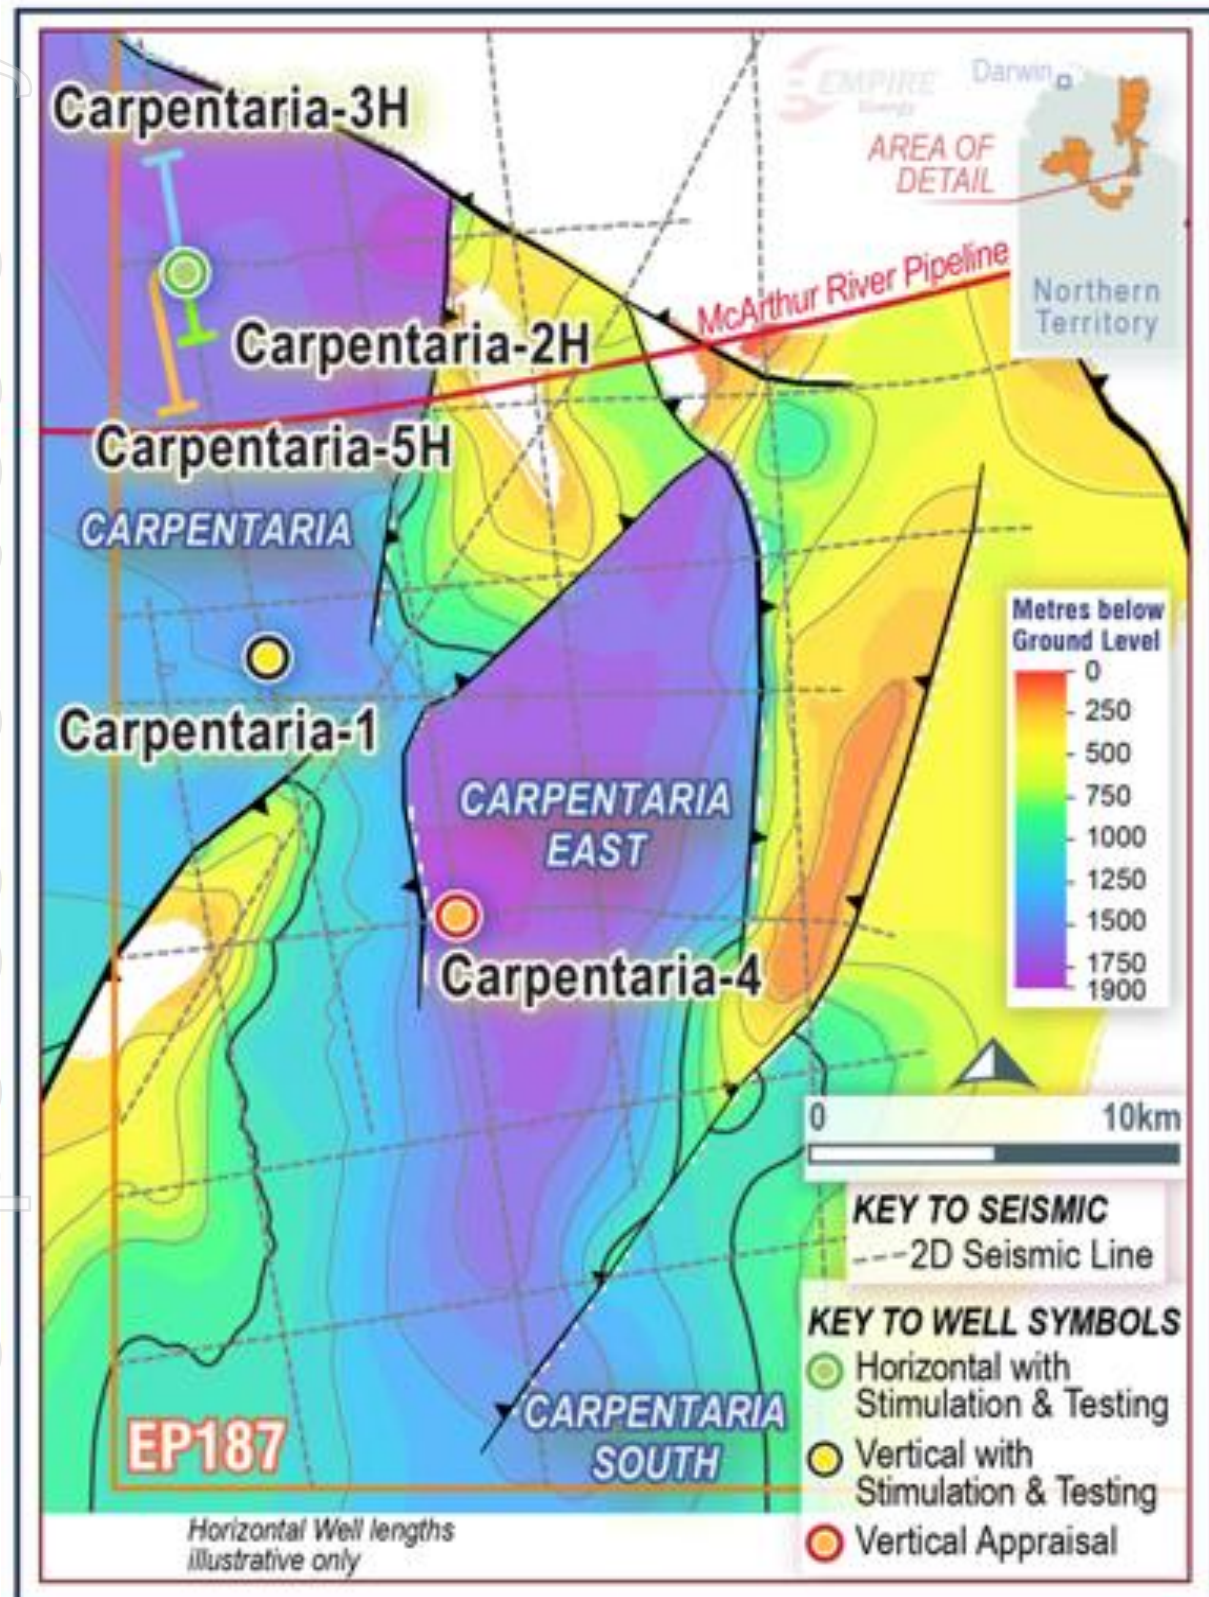 Carpentaria-3H
EMPIRE
Energy
Darwin
AREA OF
DETAIL
Northern
Territory
McArthur River Pipeline
Carpentaria-2H
Carpentaria-5H
CARPENTARIA
Carpentaria-1
Metres below
Ground Level
0
250
500
750
1000
1250
1500
1750
1900
CARPENTARIA
EAST
Carpentaria-4
0 10km
KEY TO SEISMIC
2D Seismic Line
KEY TO WELL SYMBOLS
Horizontal with
Stimulation & Testing
Vertical with
Stimulation & Testing
Vertical Appraisal
CARPENTARIA
SOUTH
EP187
Horizontal Well lengths
illustrative only